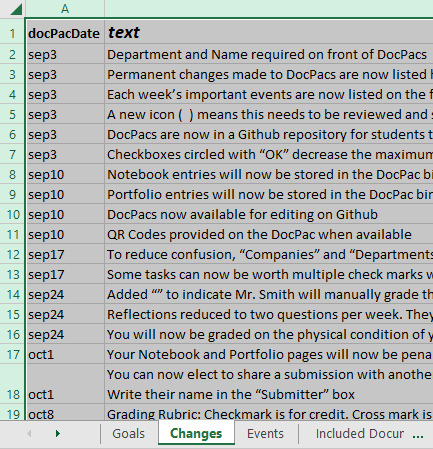 A
1 docPacDate text
2 sep3 Department and Name required on front of DocPacs
3 sep3 Permanent changes made to DocPacs are now listed
4 sep3 Each week's important events are now listed on the
5 sep3 A new icon ( ) means this needs to be reviewed and
6 sep3 DocPacs are now in a Github repository for students
7 sep3 Checkboxes circled with “OK” decrease the maximum
8 sep10 Notebook entries will now be stored in the DocPac
9 sep10 Portfolio entries will now be stored in the DocPac
10 sep10 DocPacs now available for editing on Github
11 sep10 QR Codes provided on the DocPac when available
12 sep17 To reduce confusion, “Companies” and “Departments
13 sep17 Some tasks can now be worth multiple check marks
14 sep24 Added “” to indicate Mr. Smith will manually grade
15 sep24 Reflections reduced to two questions per week. They
16 sep24 You will now be graded on the physical condition of
17 oct1 Your Notebook and Portfolio pages will now be
You can now elect to share a submission with
18 oct1 Write their name in the “Submitter” box
19 oct8 Grading Rubric: Checkmark is for credit. Cross mark is
Goals Changes Events Included ...